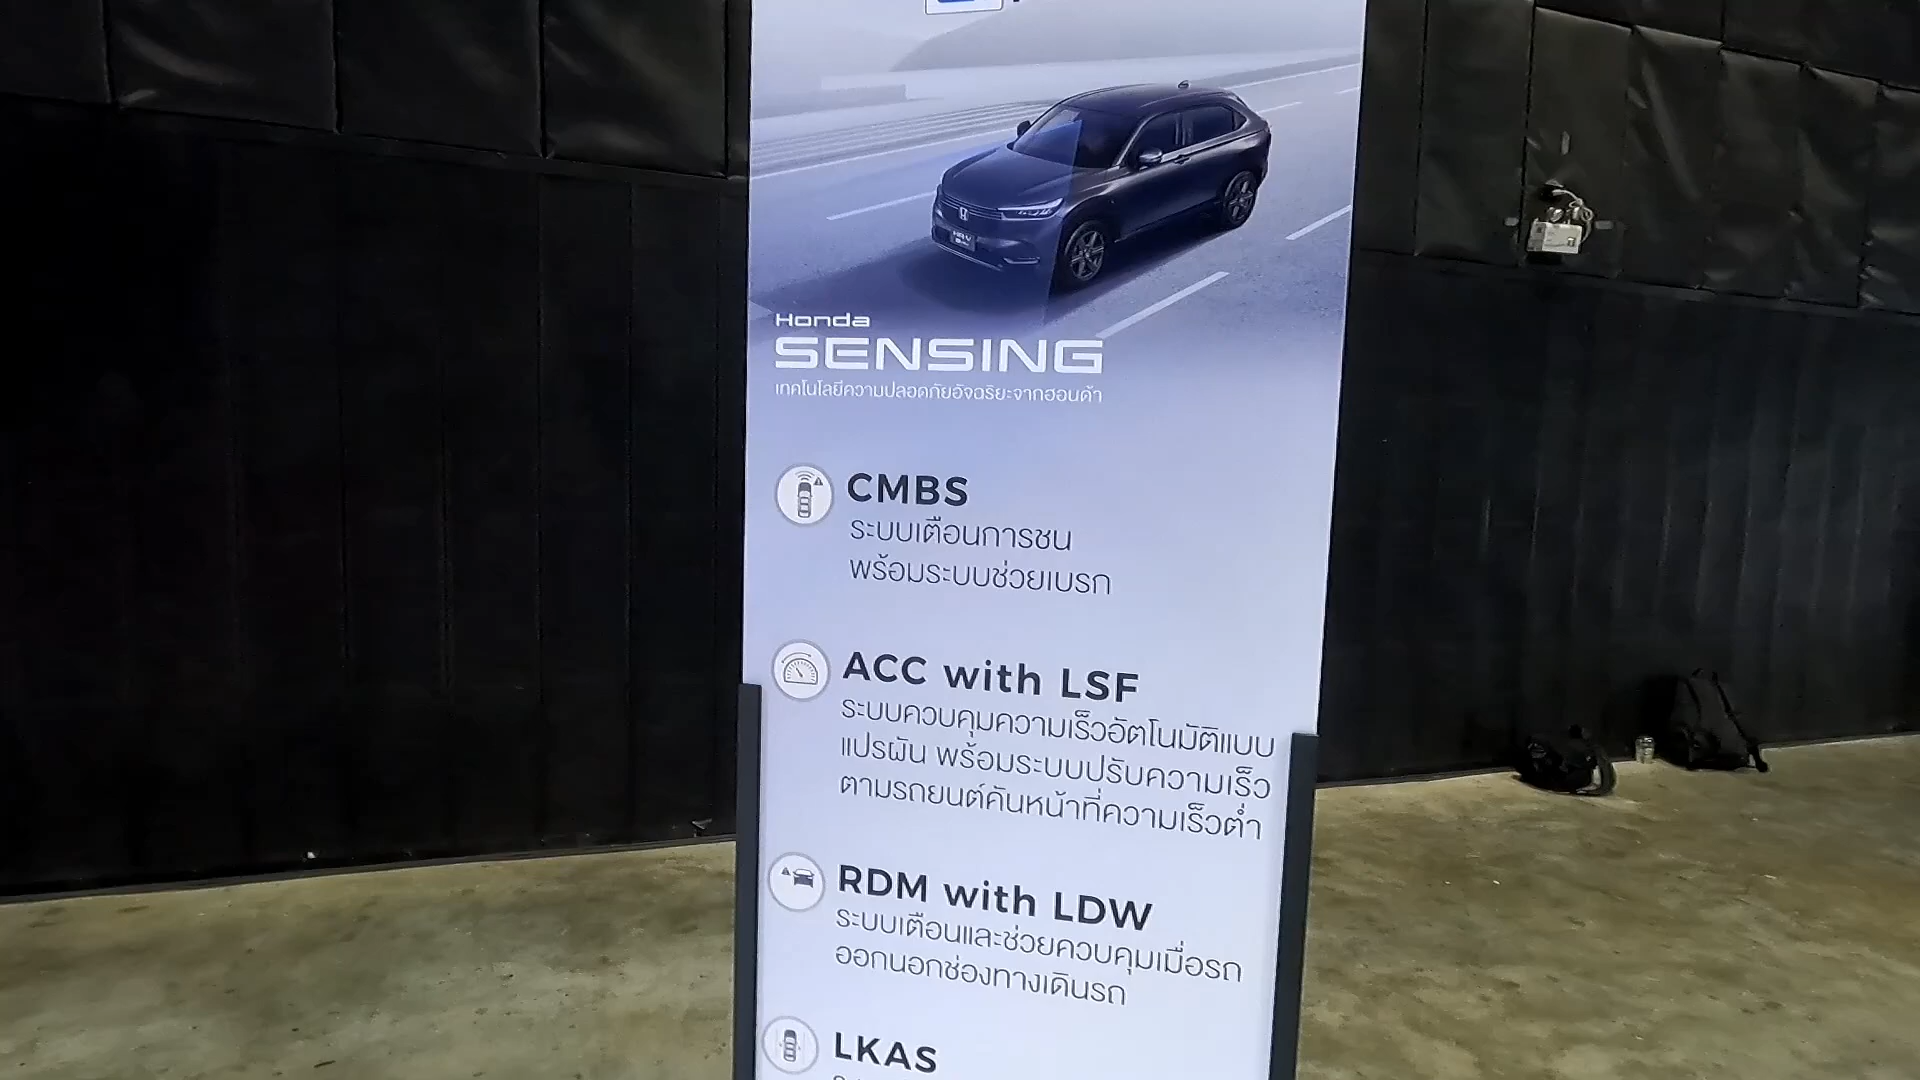 HR-V
Honda
SENSING
เทคโนโลยีความปลอดภัยอัจฉริยะจากฮอนด้า
CMBS
ระบบเตือนการชน
พร้อมระบบช่วยเบรก
ACC with LSF
ระบบควบคุมความเร็วอัตโนมัติแบบ
แปรผัน พร้อมระบบปรับความเร็ว
ตามรถยนต์คันหน้าที่ความเร็วต่ำ
RDM with LDW
ระบบเตือนและช่วยควบคุมเมื่อรถ
ออกนอกช่องทางเดินรถ
LKAS